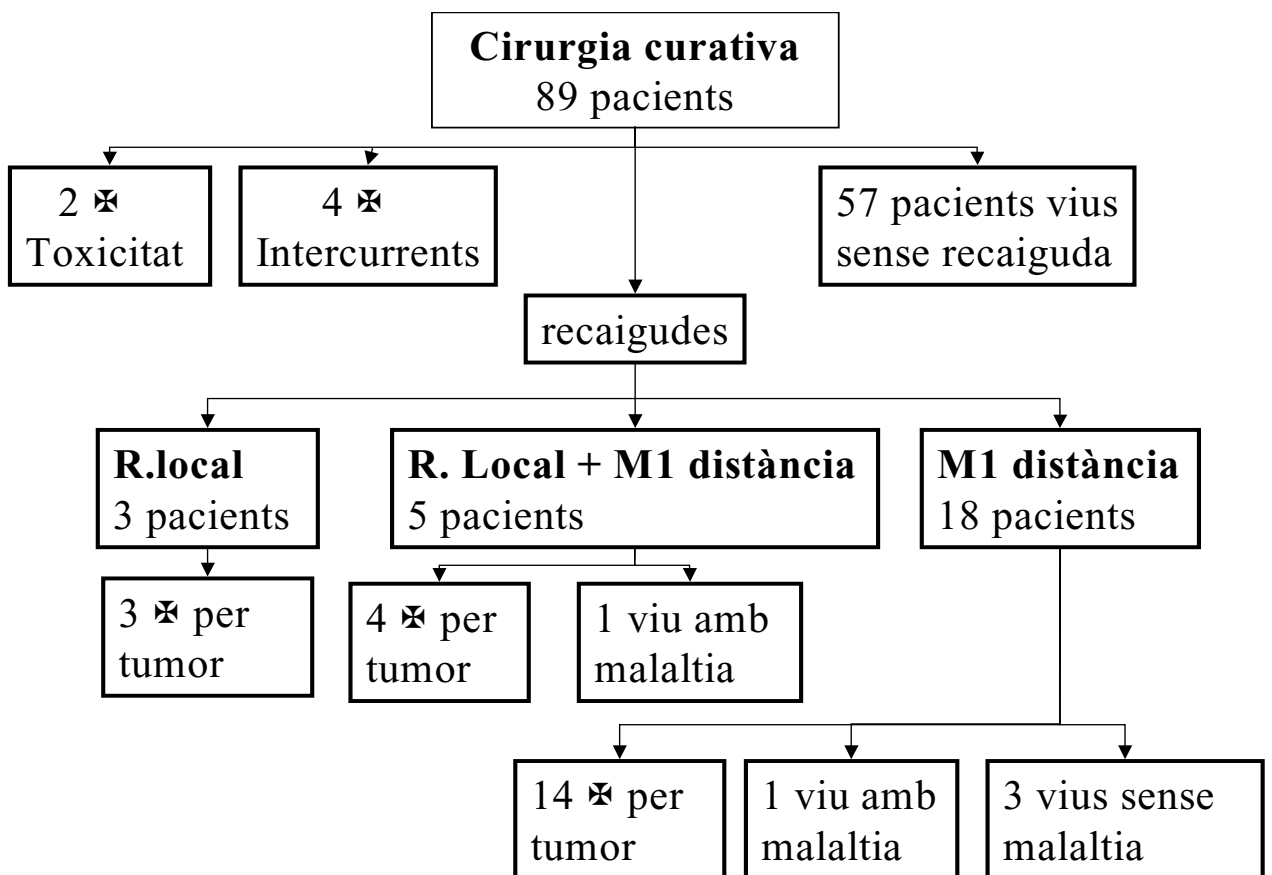 Cirurgia curativa
89 pacients
2 ✠
Toxicitat
4 ✠
Intercurrents
57 pacients vius
sense recaiguda
recaigudes
R.local
3 pacients
R. Local + M1 distància
5 pacients
M1 distància
18 pacients
3 ✠ per
tumor
4 ✠ per
tumor
1 viu amb
malaltia
14 ✠ per
tumor
1 viu amb
malaltia
3 vius sense
malaltia